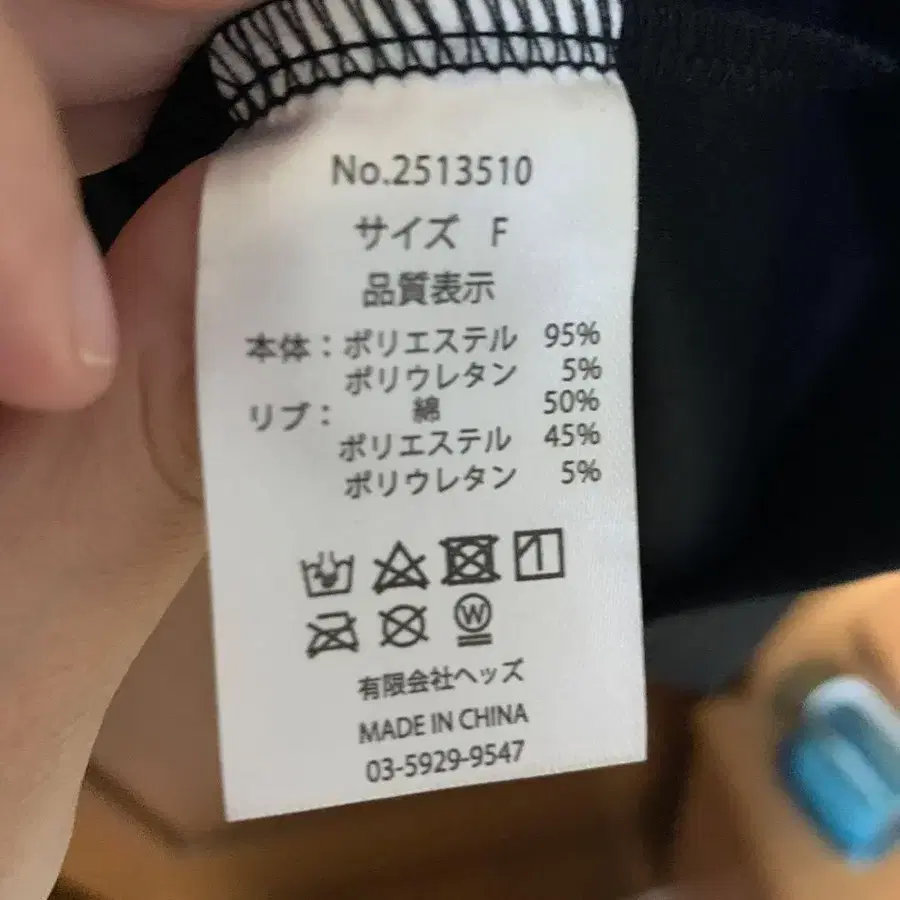 No.2513510
サイズ F
品質表示
本体：ポリエステル 95%
ポリウレタン 5%
リブ： 綿 50%
ポリエステル 45%
ポリウレタン 5%
W
有限会社ヘッズ
MADE IN CHINA
03-5929-9547